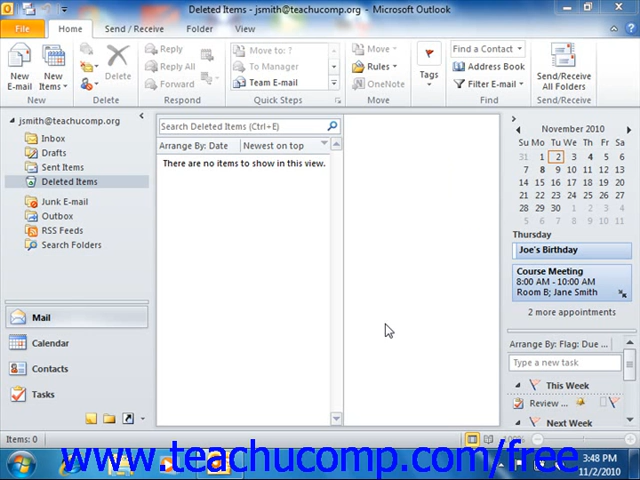 Deleted Items - jsmith@teachucomp.org - Microsoft Outlook
File Home Send / Receive Folder View
New E-mail
New Items
Delete
Reply
Reply All
Forward
Move to: ?
To Manager
Team E-mail
Move
Rules
OneNote
Tags
Find a Contact
Address Book
Filter E-mail
Send/Receive All Folders
New Delete Respond Quick Steps Move Find Send/Receive
jsmith@teachucomp.org
Inbox
Drafts
Sent Items
Deleted Items
Junk E-mail
Outbox
RSS Feeds
Search Folders
Mail
Calendar
Contacts
Tasks
Search Deleted Items (Ctrl+E)
Arrange By: Date Newest on top
There are no items to show in this view.
November 2010
Su Mo Tu We Th Fr Sa
31 1 2 3 4 5 6
7 8 9 10 11 12 13
14 15 16 17 18 19 20
21 22 23 24 25 26 27
28 29 30 1 2 3 4
Thursday
Joe's Birthday
Course Meeting
8:00 AM - 10:00 AM
Room B; Jane Smith
2 more appointments
Arrange By: Flag: Due ...
Type a new task
This Week
Review ...
Next Week
Items: 0
www.teachucomp.com/free
3:48 PM
11/2/2010